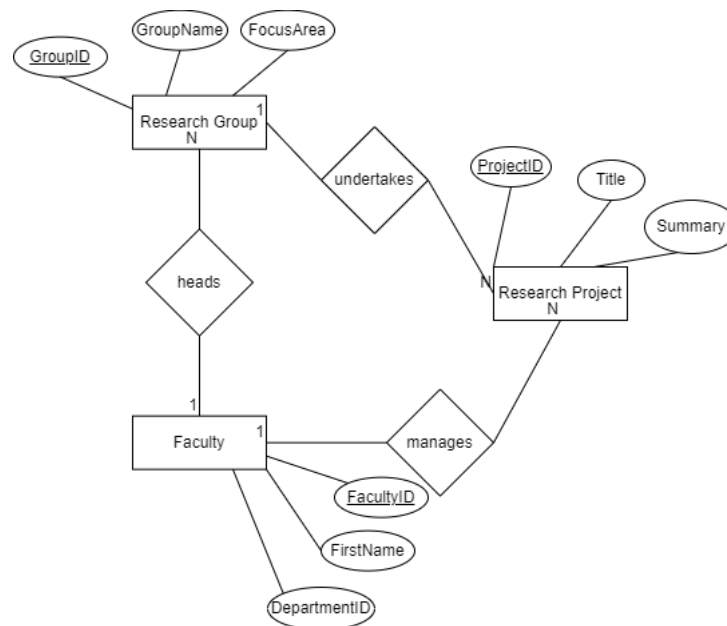 GroupName
FocusArea
GroupID
1
Research Group
N
undertakes
ProjectID
Title
Summary
heads
N
Research Project
N
1
Faculty
1
manages
FacultyID
FirstName
DepartmentID